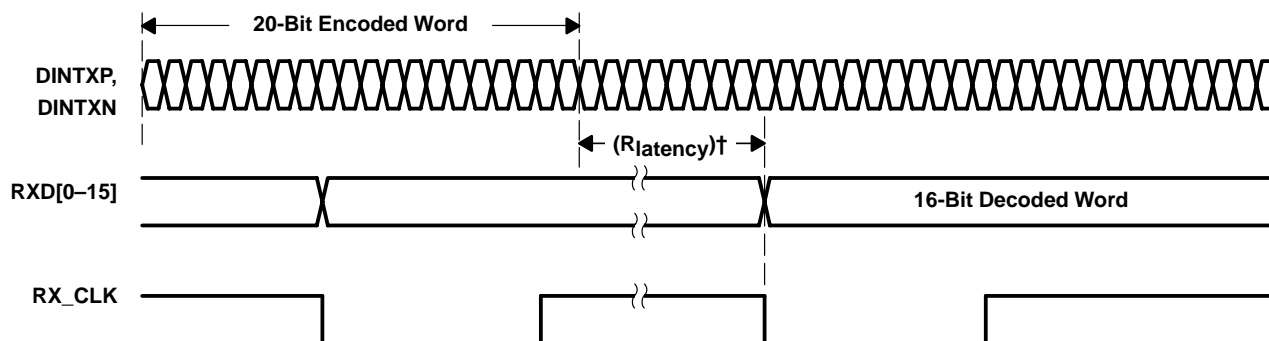 20-Bit Encoded Word
DINTXP,
DINTXN
(Rlatency)†
RXD[0–15]
16-Bit Decoded Word
RX_CLK